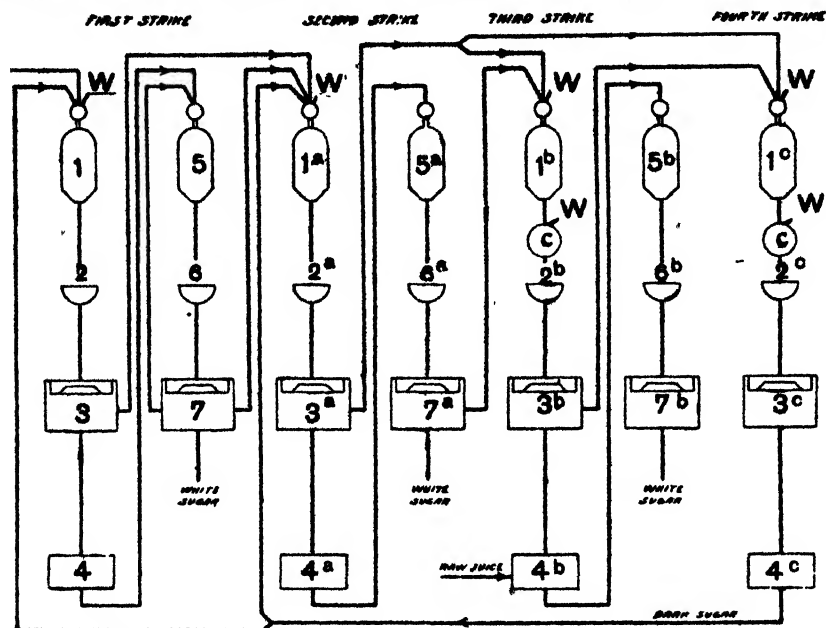 FIRST STRIKE SECOND STRIKE THIRD STRIKE FOURTH STRIKE
W W W W
1 5 1a 5a 1b 5b 1c
W W
C C
2 6 2a 6a 2b 6b 2c
3 7 3a 7a 3b 7b 3c
WHITE SUGAR WHITE SUGAR WHITE SUGAR
4 4a RAW JUICE 4b 4c
DARK SUGAR